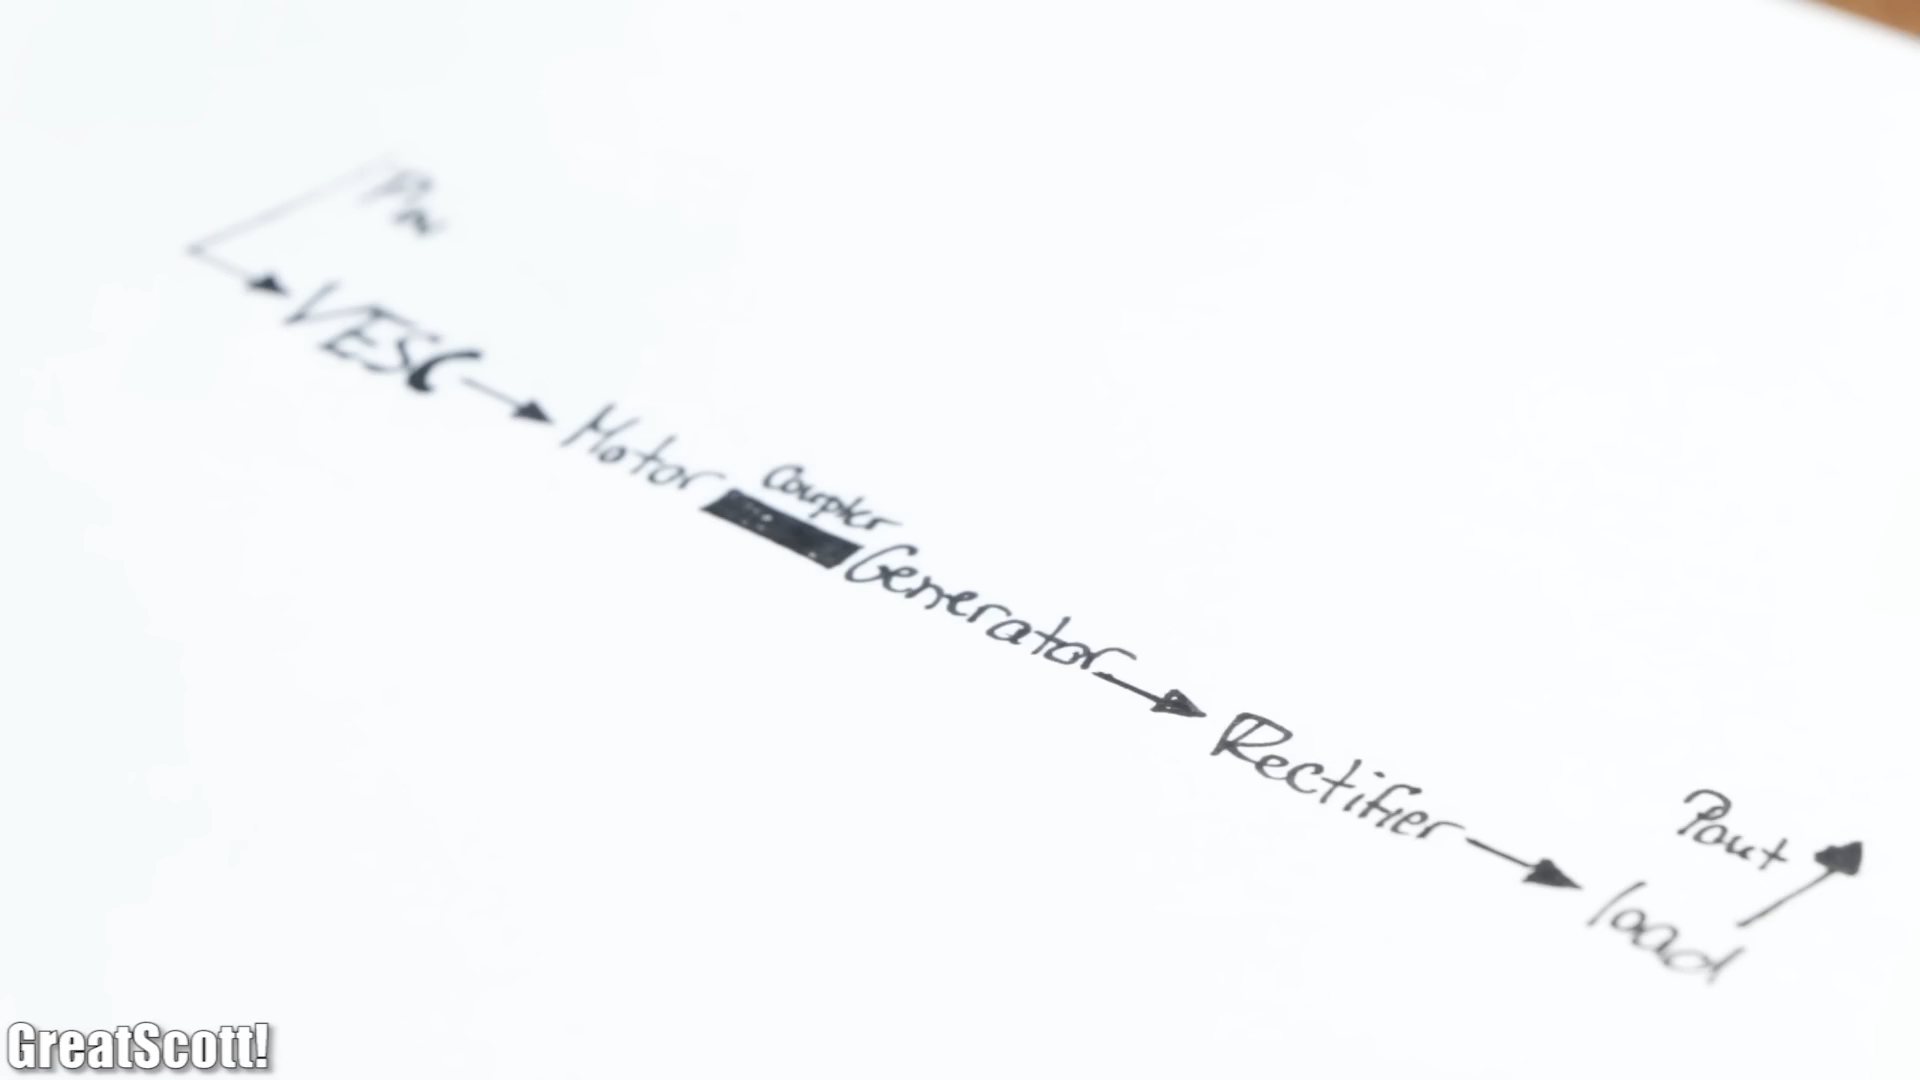 Pin
VESC
Motor
Coupler
Generator
Rectifier
load
Pout
GreatScott!